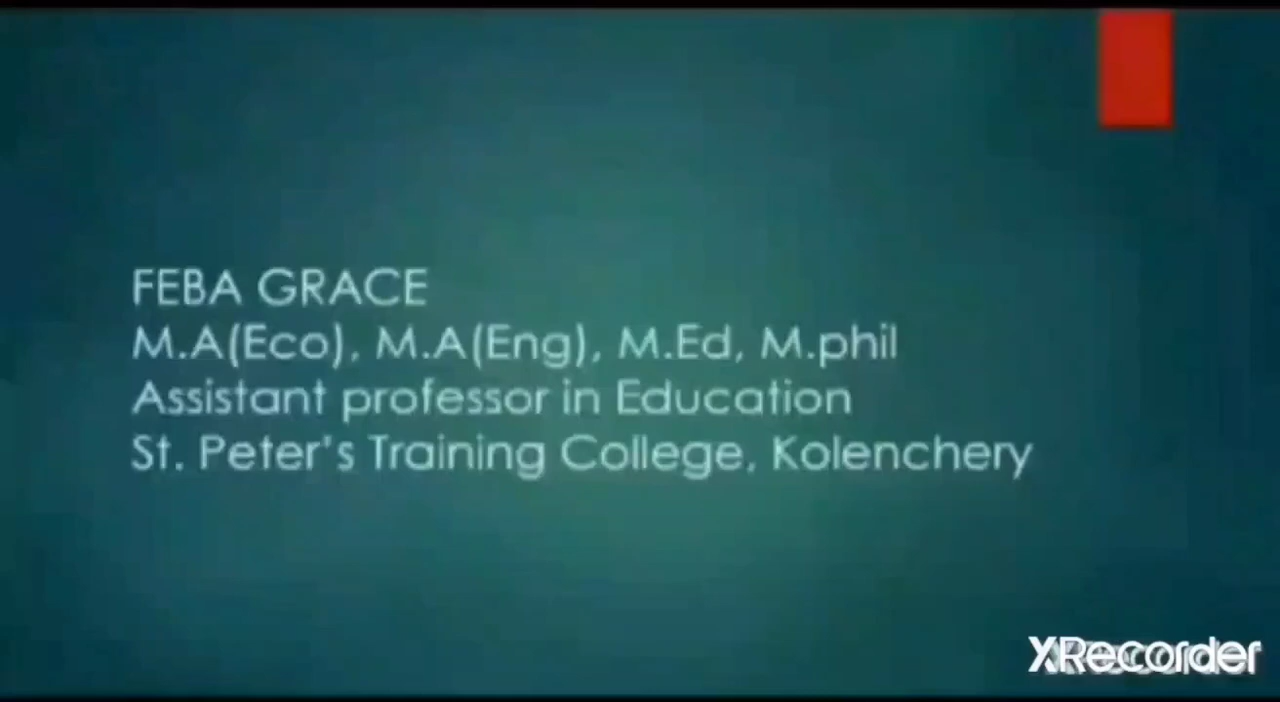 FEBA GRACE
M.A(Eco), M.A(Eng), M.Ed, M.phil
Assistant professor in Education
St. Peter's Training College, Kolenchery
XRecorder